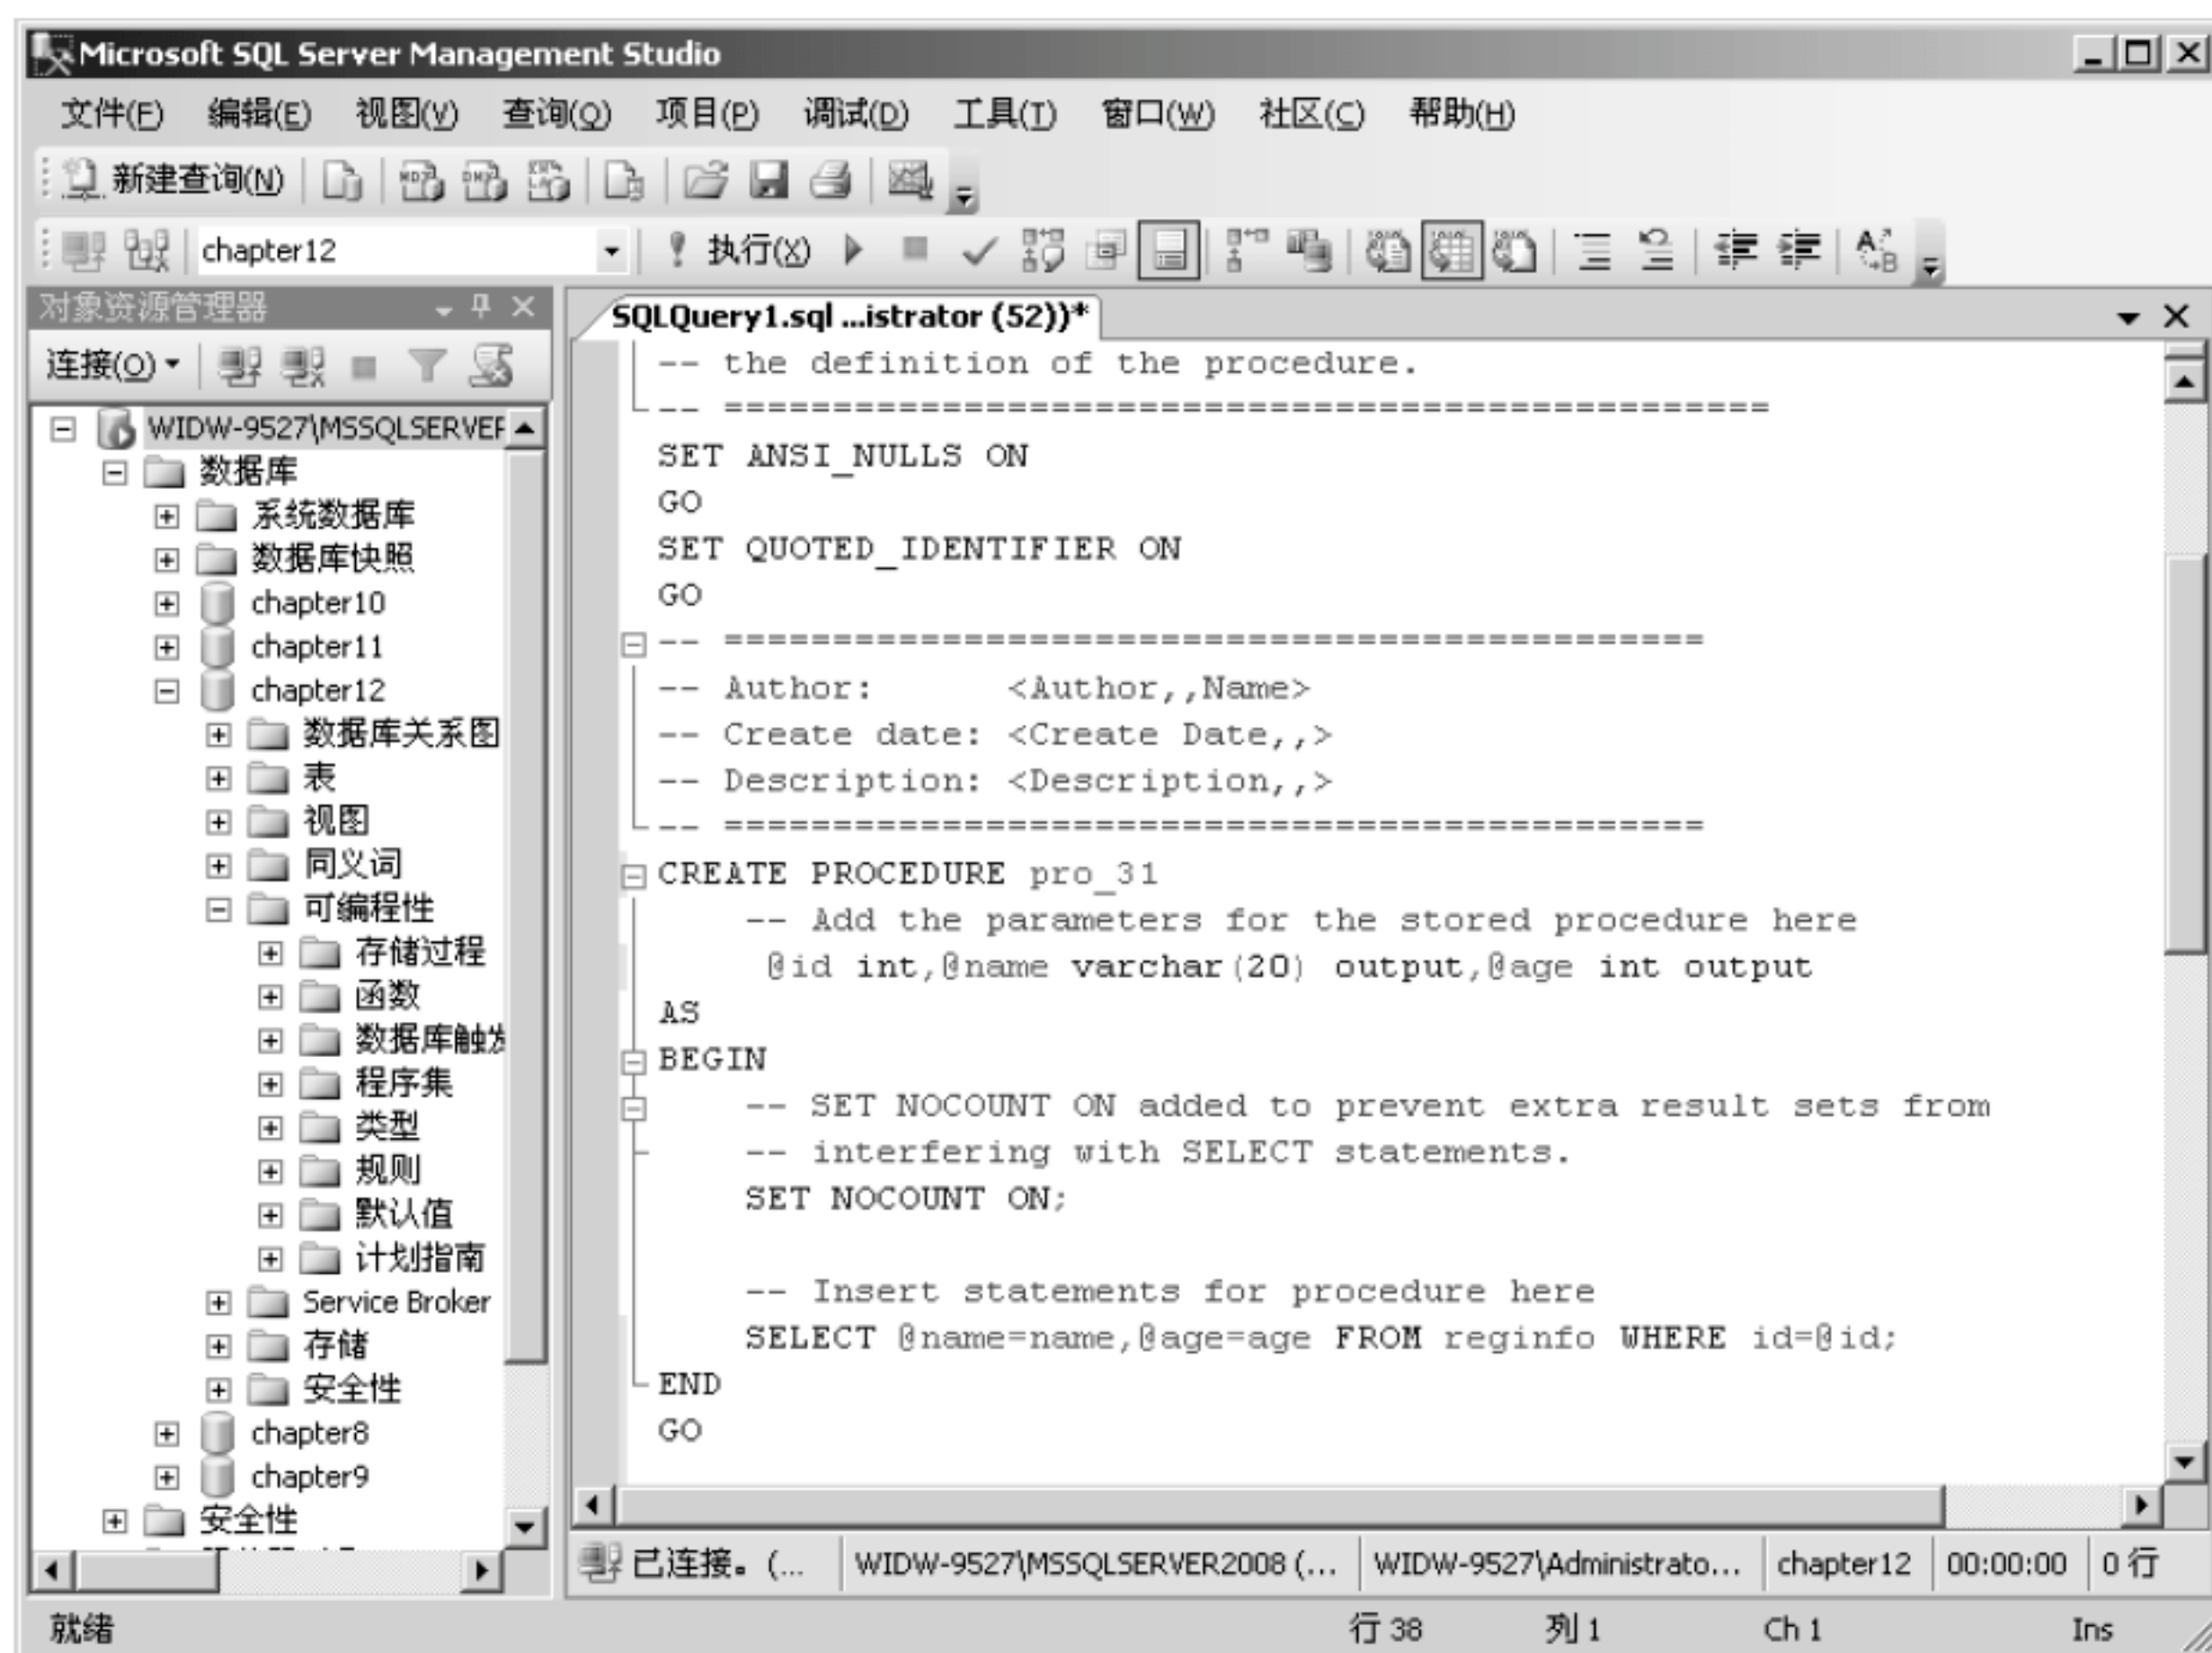 Microsoft SQL Server Management Studio
文件(F) 编辑(E) 视图(V) 查询(Q) 项目(P) 调试(D) 工具(T) 窗口(W) 社区(C) 帮助(H)
新建查询(N)
chapter12 执行(X)
对象资源管理器
连接(O)
WIDW-9527\MSSQLSERVER
数据库
系统数据库
数据库快照
chapter10
chapter11
chapter12
数据库关系图
表
视图
同义词
可编程性
存储过程
函数
数据库触发
程序集
类型
规则
默认值
计划指南
Service Broker
存储
安全性
chapter8
chapter9
安全性
SQLQuery1.sql ...istrator (52))*
-- the definition of the procedure.
-- ================================================
SET ANSI_NULLS ON
GO
SET QUOTED_IDENTIFIER ON
GO
-- =============================================
-- Author: <Author,,Name>
-- Create date: <Create Date,,>
-- Description: <Description,,>
-- =============================================
CREATE PROCEDURE pro_31
-- Add the parameters for the stored procedure here
@id int,@name varchar(20) output,@age int output
AS
BEGIN
-- SET NOCOUNT ON added to prevent extra result sets from
-- interfering with SELECT statements.
SET NOCOUNT ON;
-- Insert statements for procedure here
SELECT @name=name,@age=age FROM reginfo WHERE id=@id;
END
GO
已连接。(... WIDW-9527\MSSQLSERVER2008 (... WIDW-9527\Administrato... chapter12 00:00:00 0 行
就绪 行 38 列 1 Ch 1 Ins